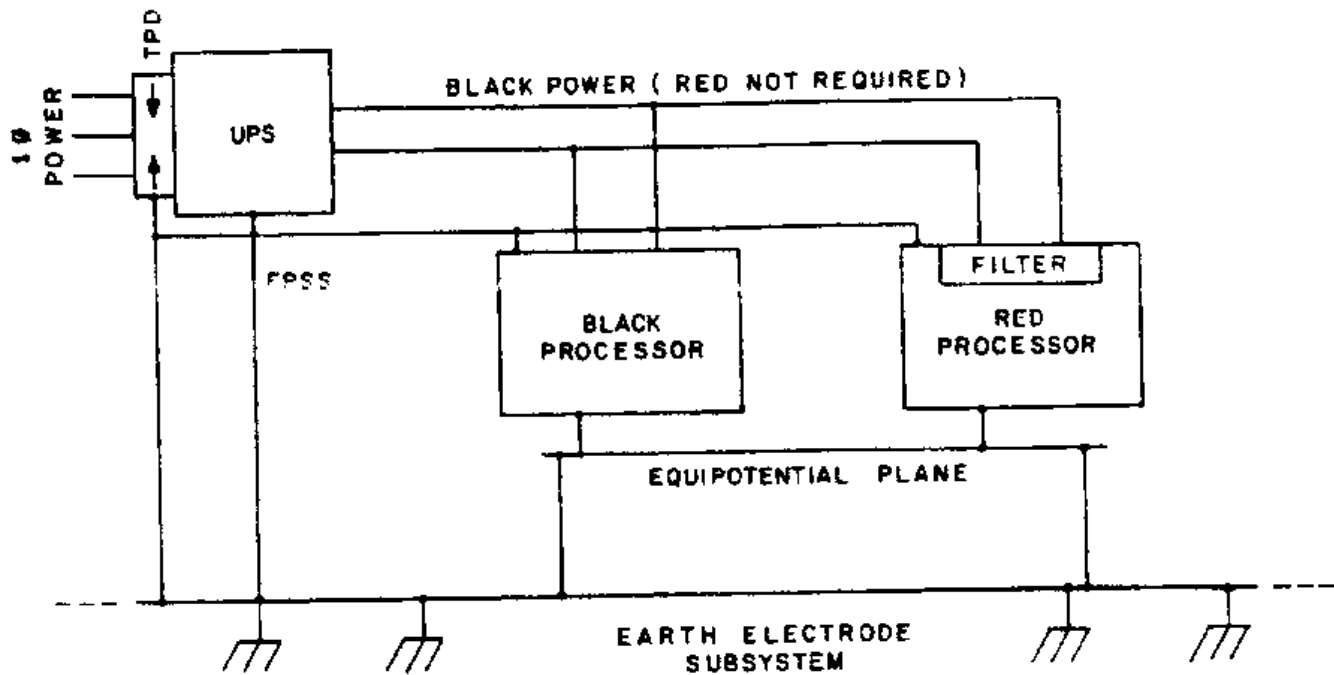 TPD
1Ø
POWER
UPS
BLACK POWER ( RED NOT REQUIRED )
FPSS
FILTER
BLACK
PROCESSOR
RED
PROCESSOR
EQUIPOTENTIAL PLANE
EARTH ELECTRODE
SUBSYSTEM